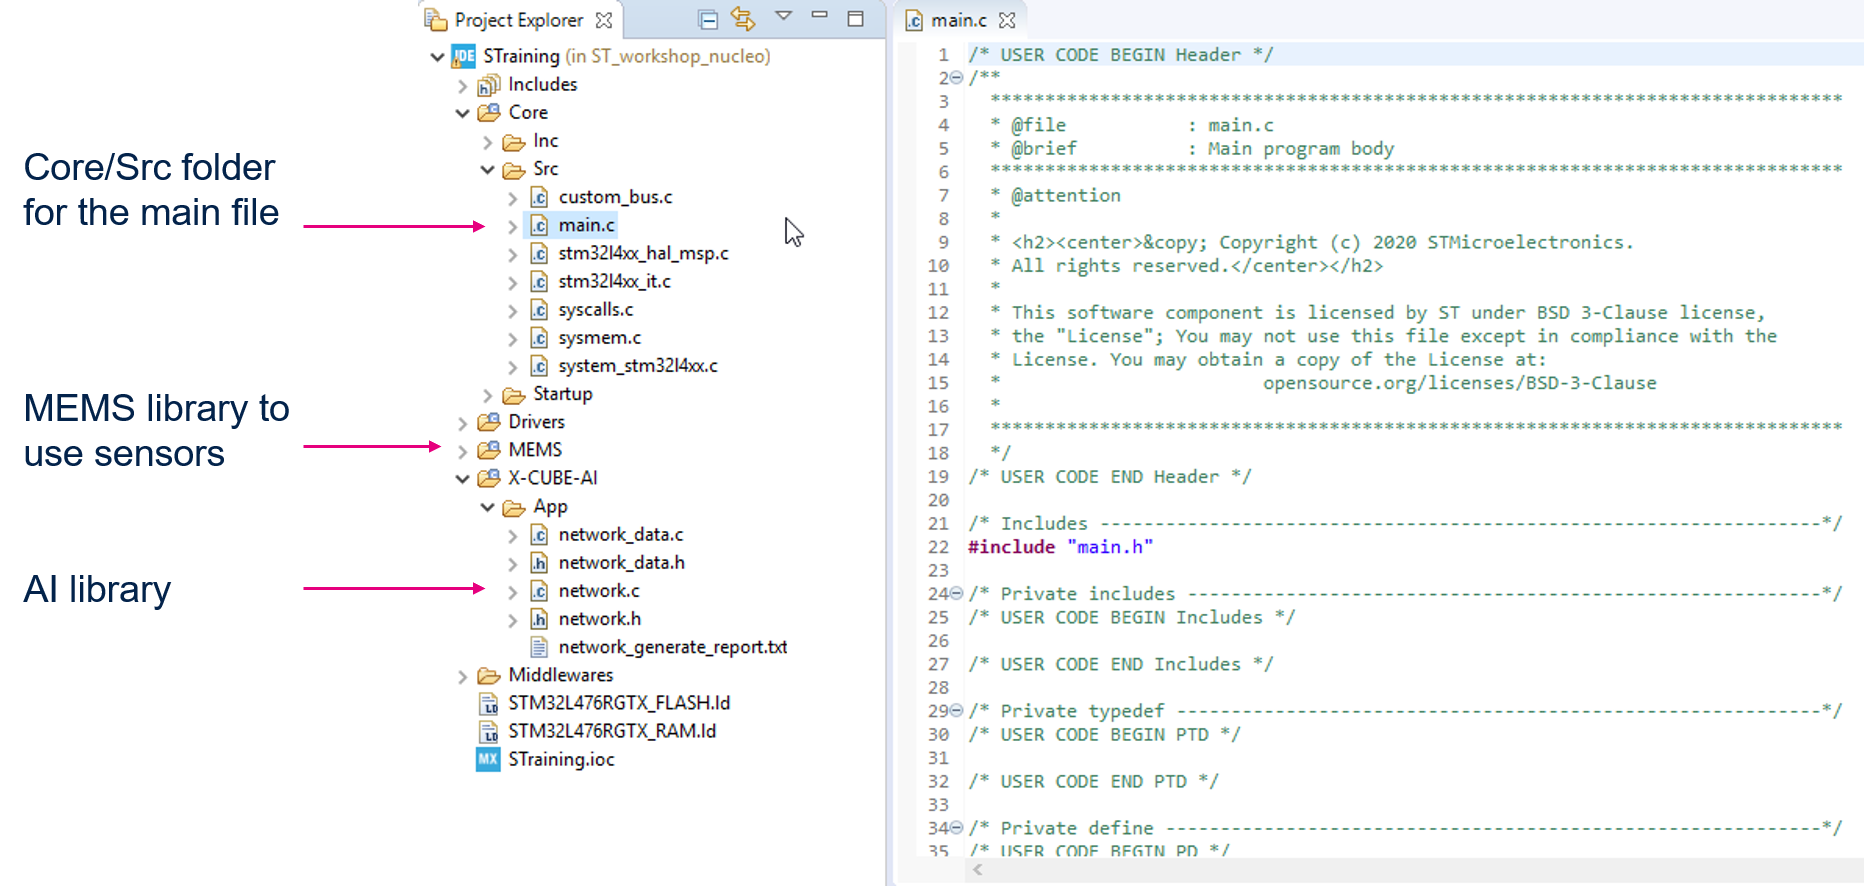 Core/Src folder
for the main file
MEMS library to
use sensors
AI library
Project Explorer
STraining (in ST_workshop_nucleo)
Includes
Core
Inc
Src
custom_bus.c
main.c
stm32l4xx_hal_msp.c
stm32l4xx_it.c
syscalls.c
sysmem.c
system_stm32l4xx.c
Startup
Drivers
MEMS
X-CUBE-AI
App
network_data.c
network_data.h
network.c
network.h
network_generate_report.txt
Middlewares
STM32L476RGTX_FLASH.ld
STM32L476RGTX_RAM.ld
MX STraining.ioc
main.c
1 /* USER CODE BEGIN Header */
2 /**
3 ******************************************************************************
4 * @file : main.c
5 * @brief : Main program body
6 ******************************************************************************
7 * @attention
8 *
9 * <h2><center>&copy; Copyright (c) 2020 STMicroelectronics.
10 * All rights reserved.</center></h2>
11 *
12 * This software component is licensed by ST under BSD 3-Clause license,
13 * the "License"; You may not use this file except in compliance with the
14 * License. You may obtain a copy of the License at:
15 * opensource.org/licenses/BSD-3-Clause
16 *
17 ******************************************************************************
18 */
19 /* USER CODE END Header */
20
21 /* Includes ------------------------------------------------------------------*/
22 #include "main.h"
23
24 /* Private includes ----------------------------------------------------------*/
25 /* USER CODE BEGIN Includes */
26
27 /* USER CODE END Includes */
28
29 /* Private typedef -----------------------------------------------------------*/
30 /* USER CODE BEGIN PTD */
31
32 /* USER CODE END PTD */
33
34 /* Private define ------------------------------------------------------------*/
35 /* USER CODE BEGIN PD */